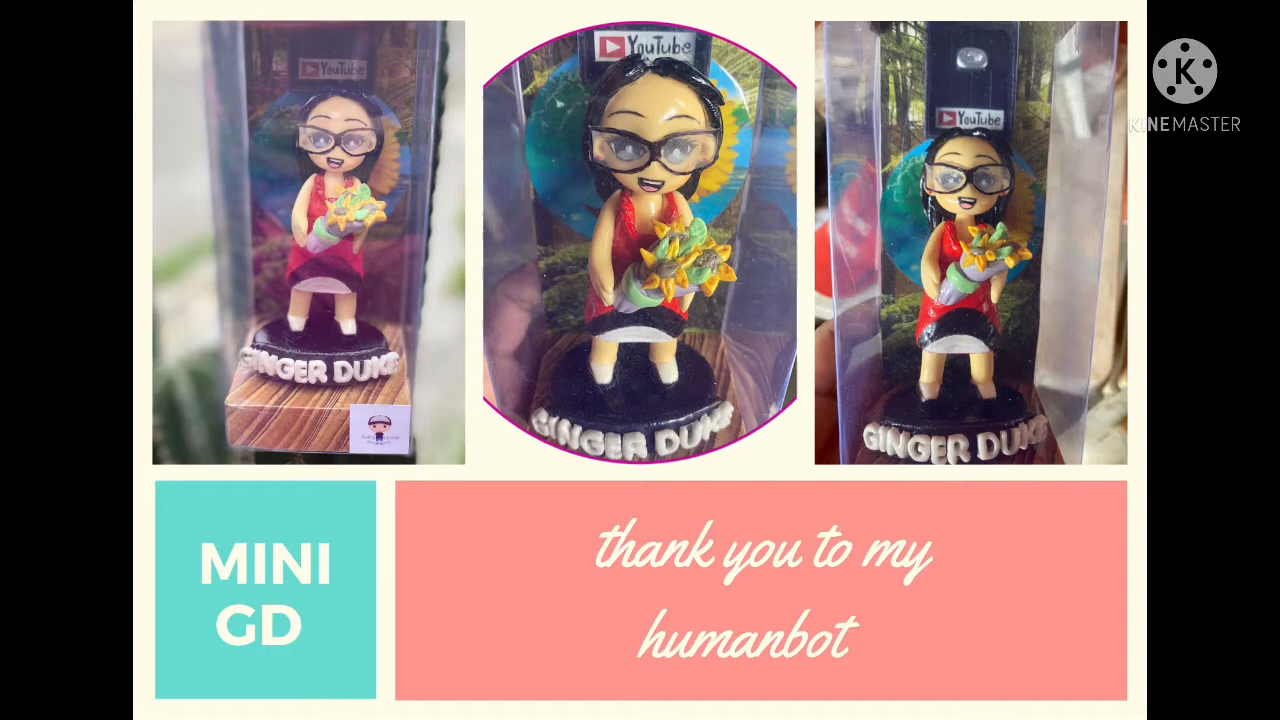 YouTube
YouTube
YouTube
KINEMASTER
GINGER DUKE
GINGER DUKE
GINGER DUKE
MINI
GD
thank you to my
humanbot